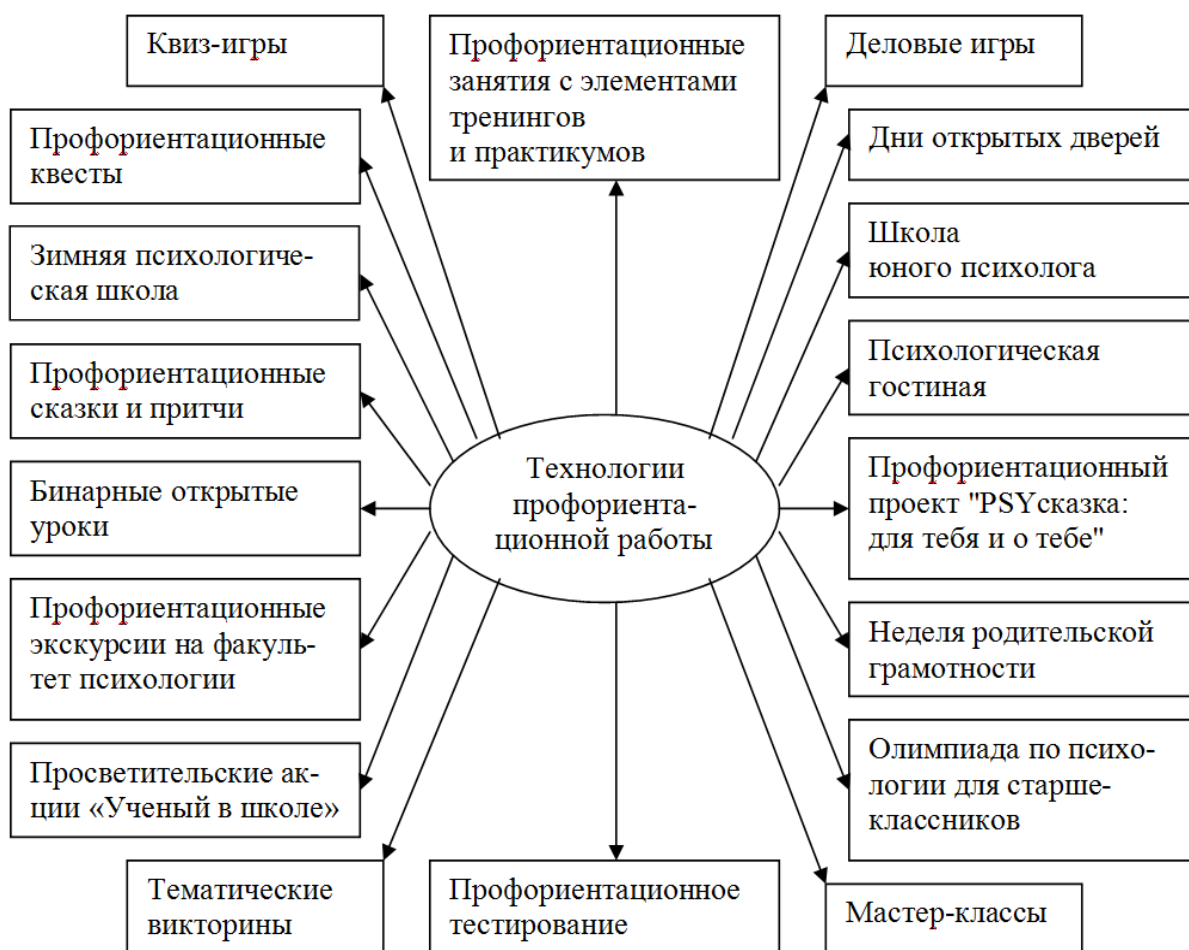 Квиз-игры
Профориентационные
занятия с элементами
тренингов
и практикумов
Деловые игры
Профориентационные
квесты
Дни открытых дверей
Зимняя психологиче-
ская школа
Школа
юного психолога
Профориентационные
сказки и притчи
Психологическая
гостиная
Технологии
профориента-
ционной работы
Бинарные открытые
уроки
Профориентационный
проект "PSYсказка:
для тебя и о тебе"
Профориентационные
экскурсии на факуль-
тет психологии
Неделя родительской
грамотности
Просветительские ак-
ции «Ученый в школе»
Олимпиада по психо-
логии для старше-
классников
Тематические
викторины
Профориентационное
тестирование
Мастер-классы